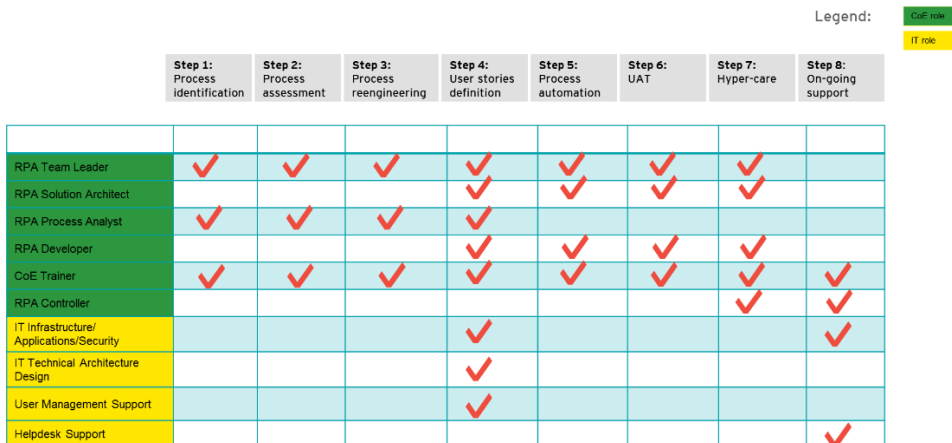 Legend:
CoE role
IT role
Step 1:
Process
identification
Step 2:
Process
assessment
Step 3:
Process
reengineering
Step 4:
User stories
definition
Step 5:
Process
automation
Step 6:
UAT
Step 7:
Hyper-care
Step 8:
On-going
support
RPA Team Leader
RPA Solution Architect
RPA Process Analyst
RPA Developer
CoE Trainer
RPA Controller
IT Infrastructure/
Applications/Security
IT Technical Architecture
Design
User Management Support
Helpdesk Support